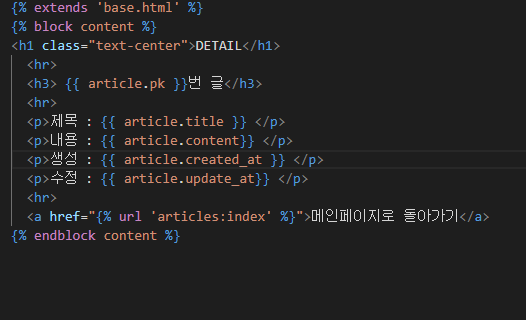 {% extends 'base.html' %}
{% block content %}
<h1 class="text-center">DETAIL</h1>
<hr>
<h3> {{ article.pk }}번 글</h3>
<hr>
<p>제목 : {{ article.title }} </p>
<p>내용 : {{ article.content}} </p>
<p>생성 : {{ article.created_at }} </p>
<p>수정 : {{ article.update_at}} </p>
<hr>
<a href="{% url 'articles:index' %}">메인페이지로 돌아가기</a>
{% endblock content %}